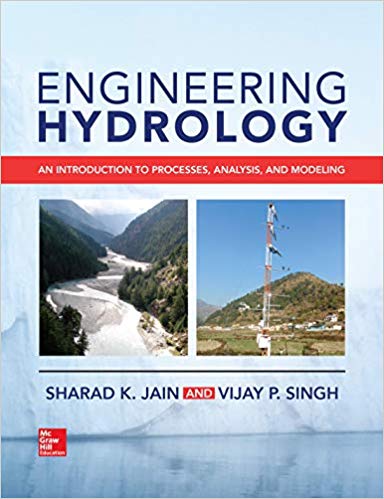 ENGINEERING
HYDROLOGY
AN INTRODUCTION TO PROCESSES, ANALYSIS, AND MODELING
SHARAD K. JAIN AND VIJAY P. SINGH
Mc
Graw
Hill
Education